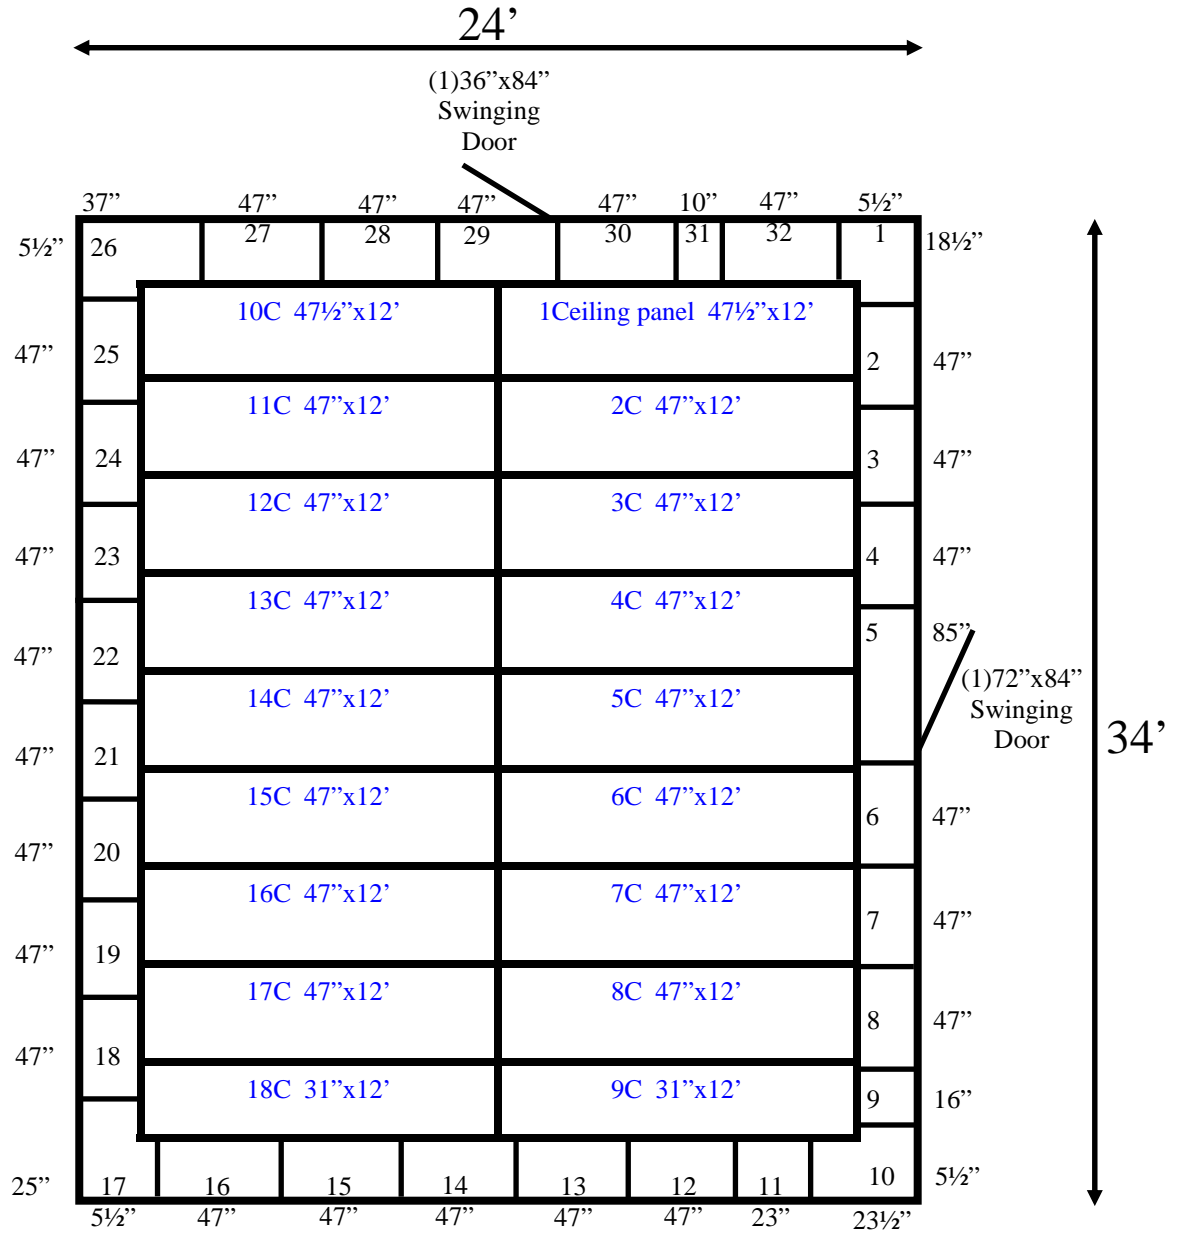 24’
(1)36”x84”
Swinging
Door
37” 47” 47” 47” 47” 10” 47” 5½”
5½” 26 27 28 29 30 31 32 1 18½”
10C 47½”x12’ 1Ceiling panel 47½”x12’
47” 25 2 47”
11C 47”x12’ 2C 47”x12’
47” 24 3 47”
12C 47”x12’ 3C 47”x12’
47” 23 4 47”
13C 47”x12’ 4C 47”x12’
5 85”
47” 22
(1)72”x84”
Swinging
Door
14C 47”x12’ 5C 47”x12’
34’
47” 21
15C 47”x12’ 6C 47”x12’
6 47”
47” 20
16C 47”x12’ 7C 47”x12’
7 47”
47” 19
17C 47”x12’ 8C 47”x12’
8 47”
47” 18
18C 31”x12’ 9C 31”x12’
9 16”
25” 17 16 15 14 13 12 11 10 5½”
5½” 47” 47” 47” 47” 47” 23” 23½”